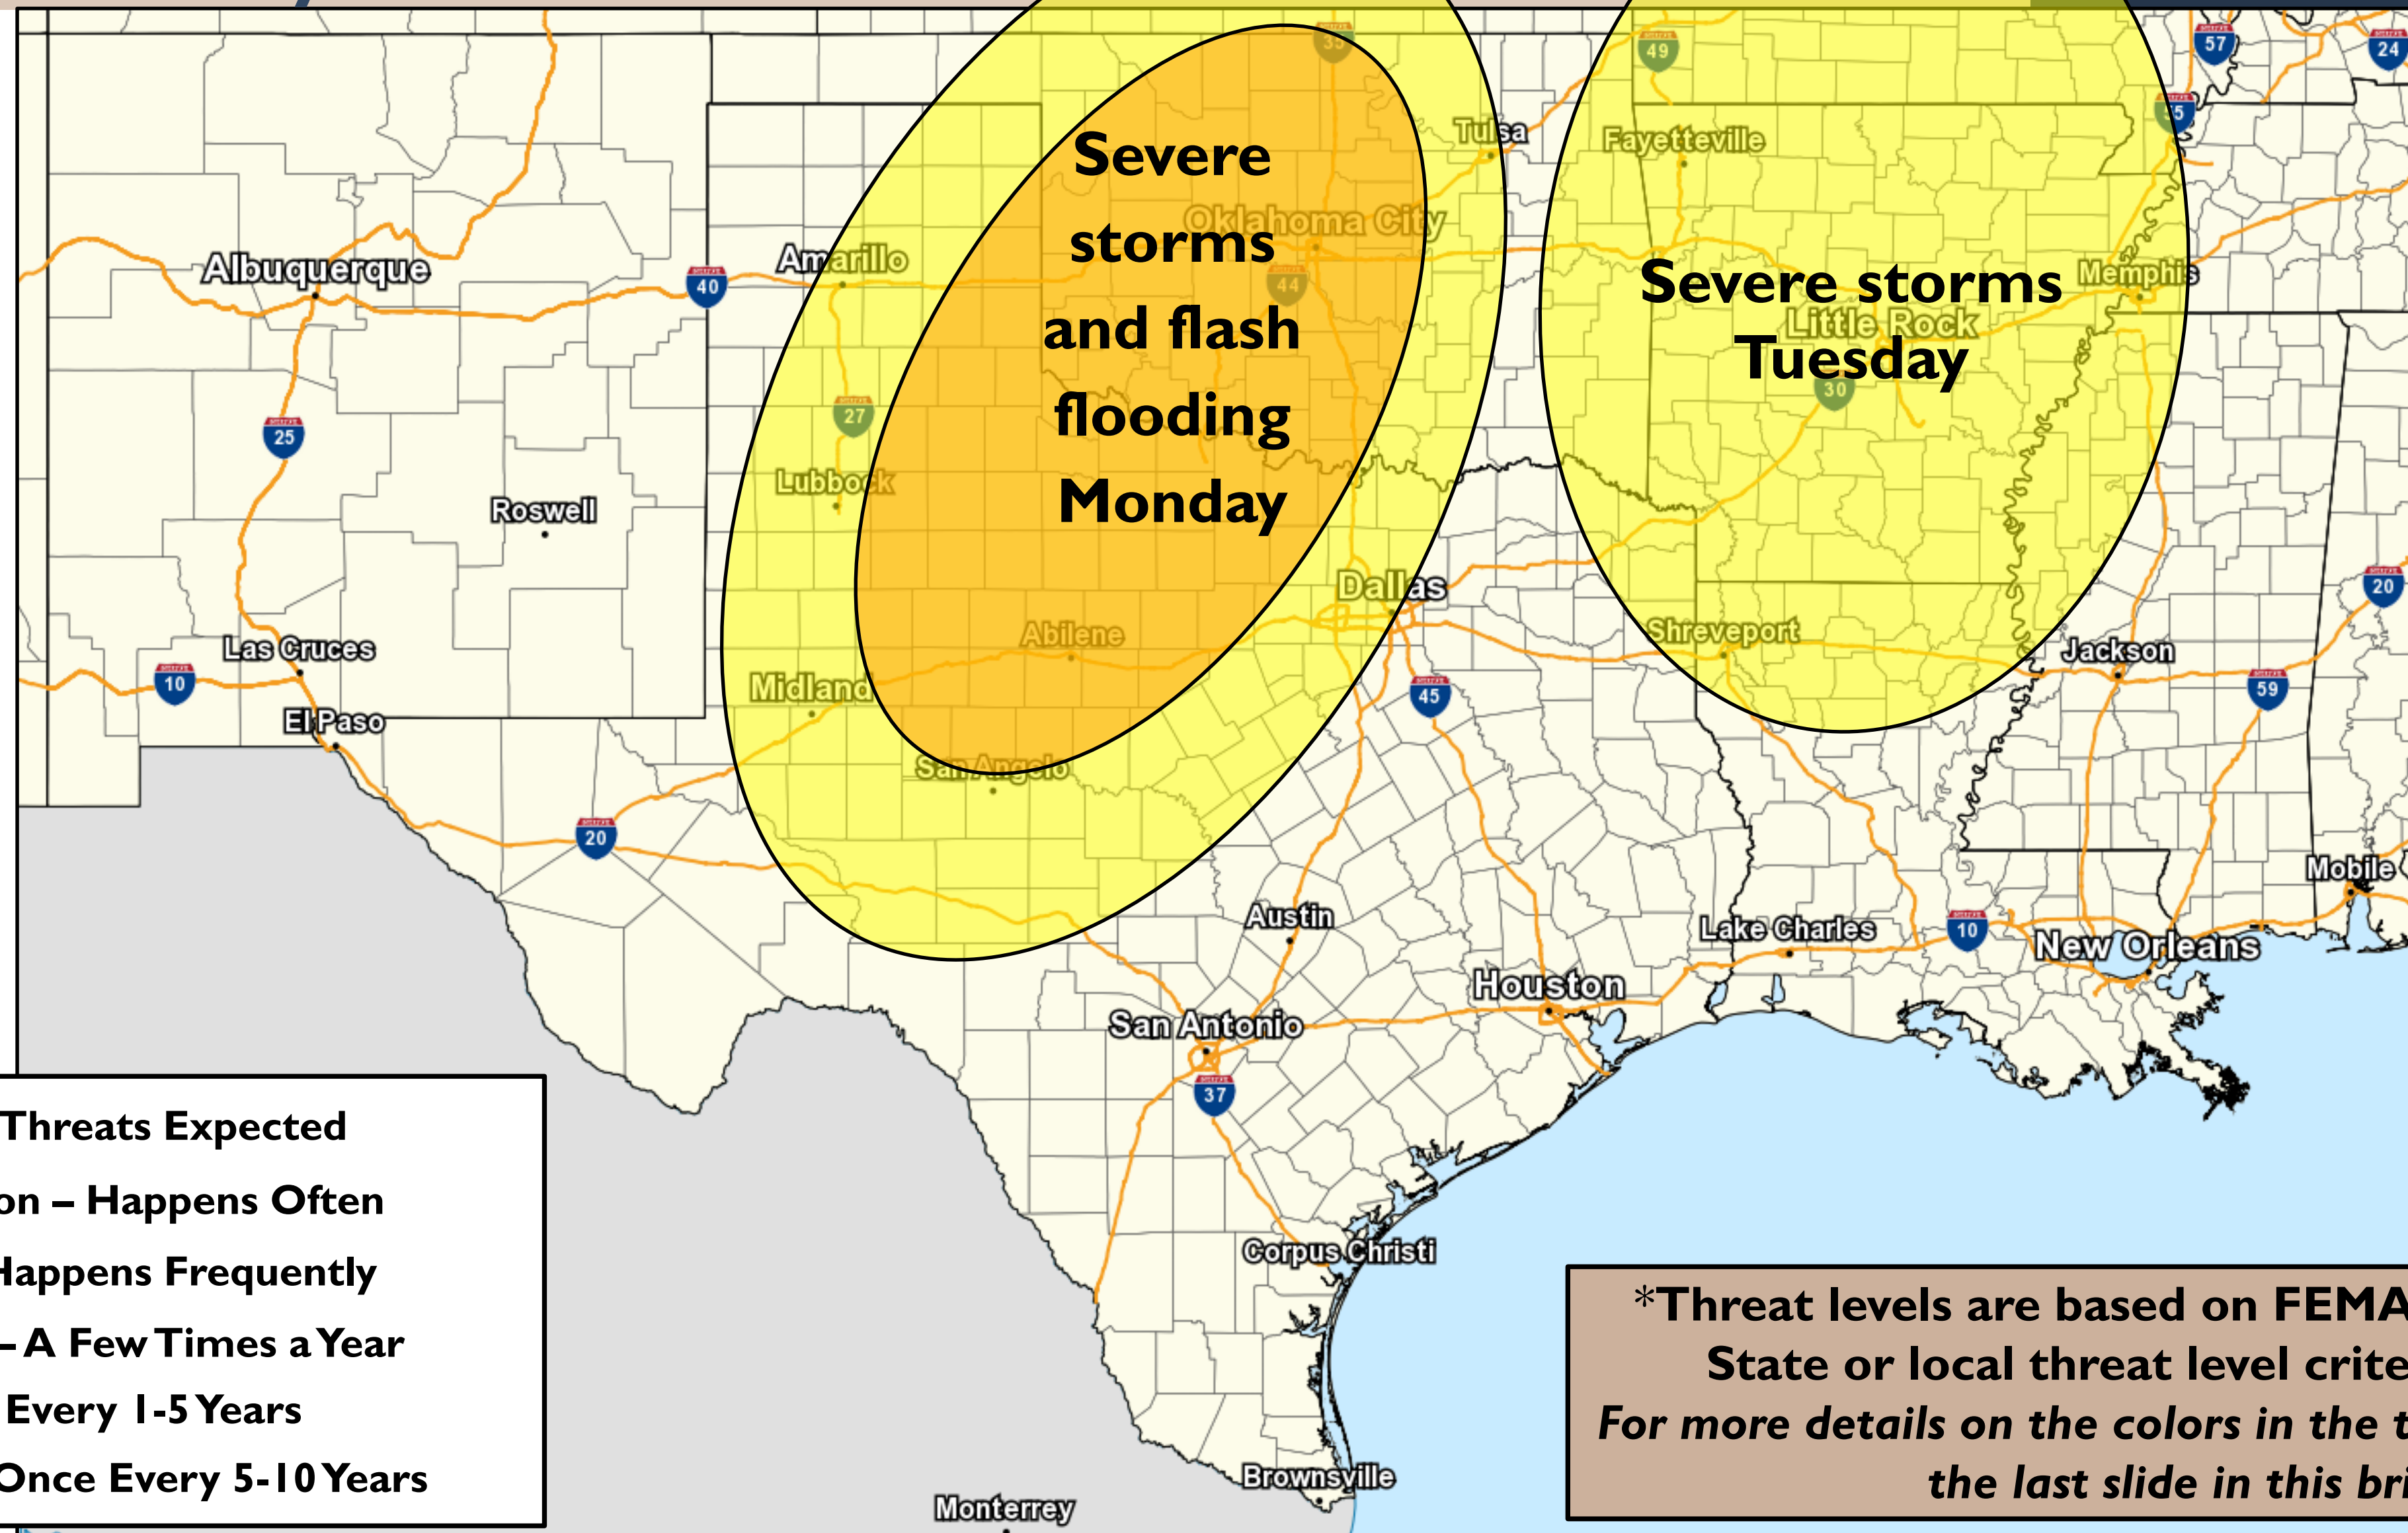 35
49
57
24
55
Tulsa
Fayetteville
Severe
storms
and flash
flooding
Monday
Oklahoma City
Amarillo
Albuquerque
40
44
Severe storms
Tuesday
Memphis
Little Rock
30
27
25
Lubbock
Roswell
Dallas
20
Abilene
Shreveport
Las Cruces
Jackson
10
Midland
45
59
El Paso
San Angelo
20
Mobile
Austin
Lake Charles
10
New Orleans
Houston
San Antonio
37
Threats Expected
on – Happens Often
Happens Frequently
– A Few Times a Year
Every 1-5 Years
Once Every 5-10 Years
Corpus Christi
Brownsville
Monterrey
*Threat levels are based on FEMA
State or local threat level crite
For more details on the colors in the t
the last slide in this bri